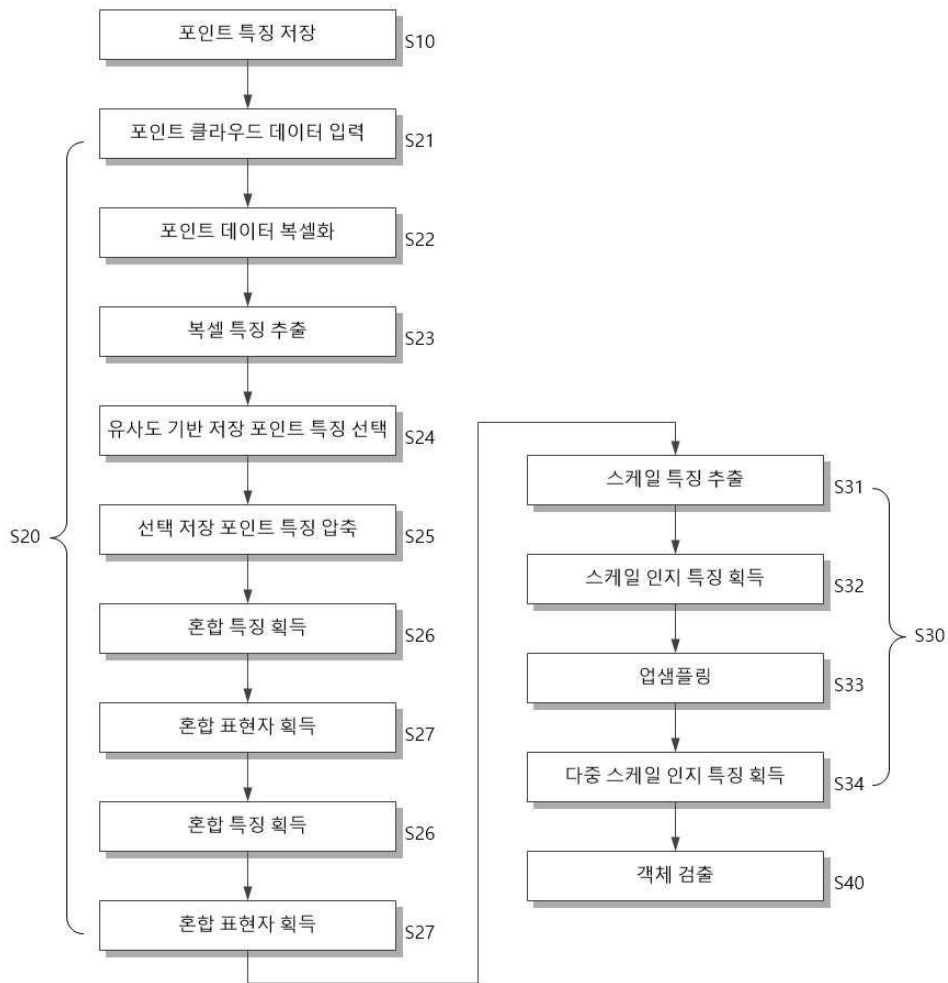 포인트 특징 저장
S10
포인트 클라우드 데이터 입력
S21
포인트 데이터 복셀화
S22
복셀 특징 추출
S23
유사도 기반 저장 포인트 특징 선택
S24
선택 저장 포인트 특징 압축
S25
혼합 특징 획득
S26
혼합 표현자 획득
S27
혼합 특징 획득
S26
혼합 표현자 획득
S27
S20
스케일 특징 추출
S31
스케일 인지 특징 획득
S32
업샘플링
S33
다중 스케일 인지 특징 획득
S34
S30
객체 검출
S40